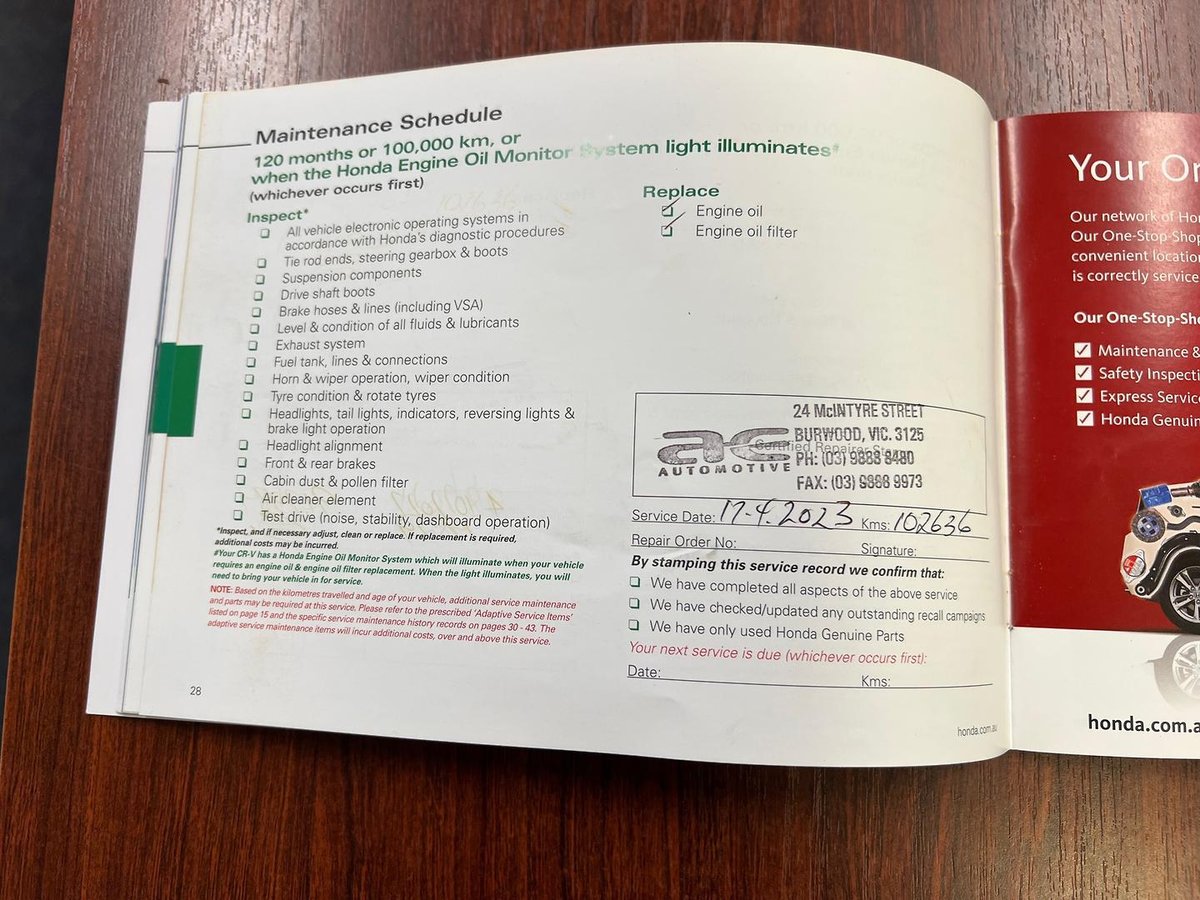 Maintenance Schedule
120 months or 100,000 km, or
when the Honda Engine Oil Monitor System light illuminates#
(whichever occurs first)
Inspect*
❏ All vehicle electronic operating systems in
accordance with Honda's diagnostic procedures
❏ Tie rod ends, steering gearbox & boots
❏ Suspension components
❏ Drive shaft boots
❏ Brake hoses & lines (including VSA)
❏ Level & condition of all fluids & lubricants
❏ Exhaust system
❏ Fuel tank, lines & connections
❏ Horn & wiper operation, wiper condition
❏ Tyre condition & rotate tyres
❏ Headlights, tail lights, indicators, reversing lights &
brake light operation
❏ Headlight alignment
❏ Front & rear brakes
❏ Cabin dust & pollen filter
❏ Air cleaner element
❏ Test drive (noise, stability, dashboard operation)
*Inspect, and if necessary adjust, clean or replace. If replacement is required,
additional costs may be incurred.
#Your CR-V has a Honda Engine Oil Monitor System which will illuminate when your vehicle
requires an engine oil & engine oil filter replacement. When the light illuminates, you will
need to bring your vehicle in for service.
NOTE: Based on the kilometres travelled and age of your vehicle, additional service maintenance
and parts may be required at this service. Please refer to the prescribed 'Adaptive Service Items'
listed on page 15 and the specific service maintenance history records on pages 30 - 43. The
adaptive service maintenance items will incur additional costs, over and above this service.
28
Replace
Engine oil
Engine oil filter
ac
AUTOMOTIVE
24 McINTYRE STREET
BURWOOD, VIC. 3125
Certified Repairer
PH: (03) 9888 8480
FAX: (03) 9888 9973
Service Date: 17-4.2023 Kms: 102636
Repair Order No: Signature:
By stamping this service record we confirm that:
❏ We have completed all aspects of the above service
❏ We have checked/updated any outstanding recall campaigns
❏ We have only used Honda Genuine Parts
Your next service is due (whichever occurs first):
Date: Kms:
honda.com.au
Your
Our network of
Our One-Stop-Shop
convenient
is correctly
Our One-Stop-
Maintenance &
Safety
Express
Honda
honda.com.